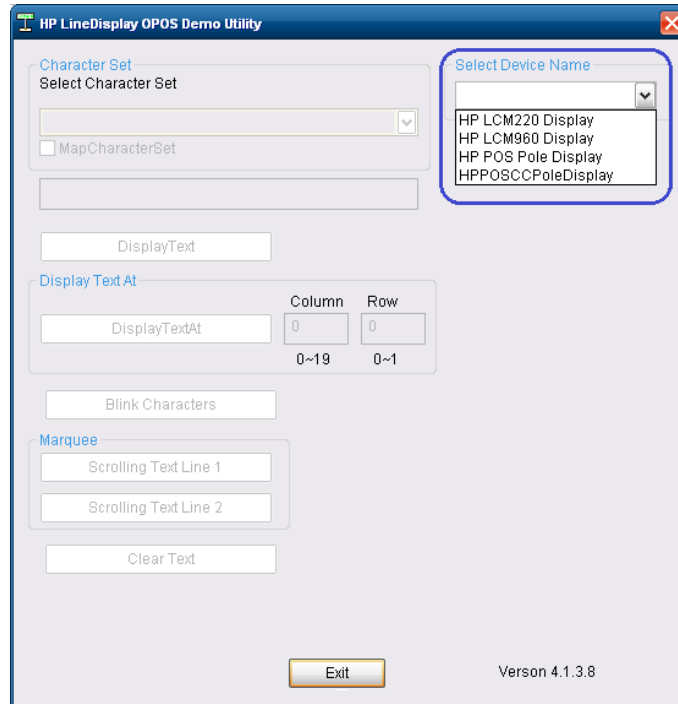 HP LineDisplay OPOS Demo Utility
Character Set
Select Character Set
MapCharacterSet
Select Device Name
HP LCM220 Display
HP LCM960 Display
HP POS Pole Display
HPPOSCCPoleDisplay
DisplayText
Display Text At
Column Row
DisplayTextAt 0 0
0~19 0~1
Blink Characters
Marquee
Scrolling Text Line 1
Scrolling Text Line 2
Clear Text
Exit
Verson 4.1.3.8